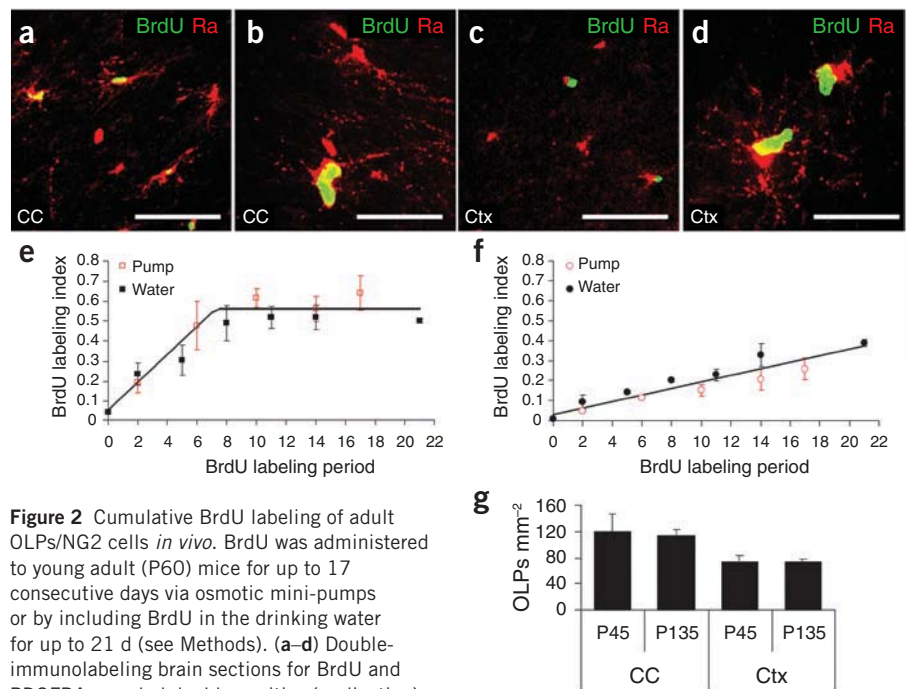 a BrdU Ra
CC
b BrdU Ra
CC
c BrdU Ra
Ctx
d BrdU Ra
Ctx
e
BrdU labeling index
0.8
0.7
0.6
0.5
0.4
0.3
0.2
0.1
0
Pump
Water
0 2 4 6 8 10 12 14 16 18 20 22
BrdU labeling period
f
BrdU labeling index
0.8
0.7
0.6
0.5
0.4
0.3
0.2
0.1
0
Pump
Water
0 2 4 6 8 10 12 14 16 18 20 22
BrdU labeling period
Figure 2 Cumulative BrdU labeling of adult
OLPs/NG2 cells in vivo. BrdU was administered
to young adult (P60) mice for up to 17
consecutive days via osmotic mini-pumps
or by including BrdU in the drinking water
for up to 21 d (see Methods). (a–d) Double-
immunolabeling brain sections for BrdU and
g
OLPs mm⁻²
160
120
80
40
0
P45 P135 P45 P135
CC Ctx